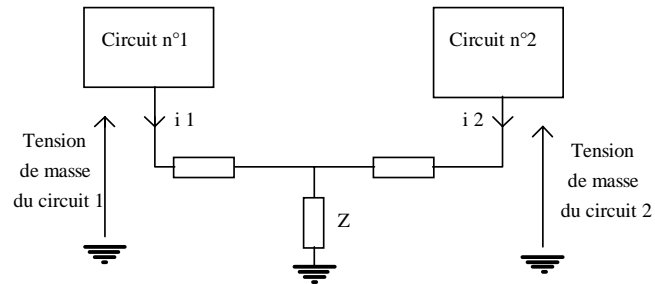 Circuit n°1
Circuit n°2
i 1
i 2
Tension
de masse
du circuit 1
Tension
de masse
du circuit 2
Z